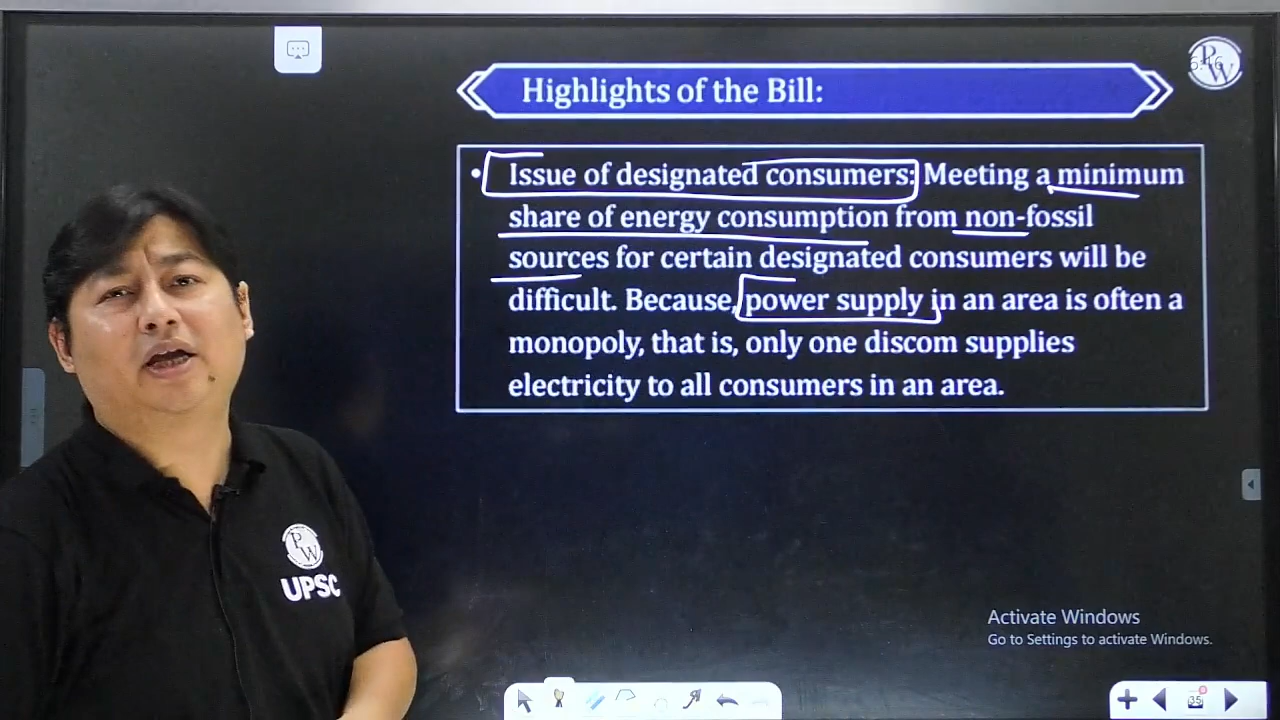 Highlights of the Bill:
PW
• Issue of designated consumers: Meeting a minimum
share of energy consumption from non-fossil
sources for certain designated consumers will be
difficult. Because, power supply in an area is often a
monopoly, that is, only one discom supplies
electricity to all consumers in an area.
PW
UPSC
Activate Windows
Go to Settings to activate Windows.
35